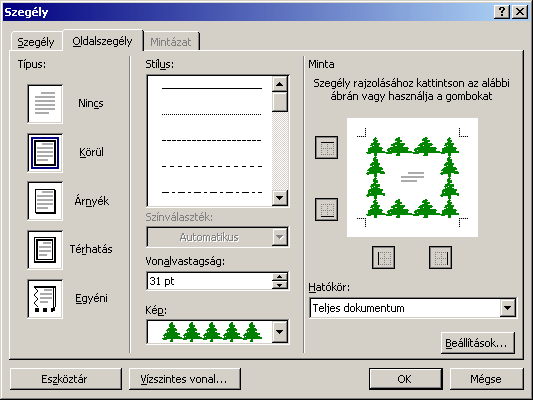 Szegély
Szegély
Oldalszegély
Mintázat
Típus:
Nincs
Körül
Árnyék
Térhatás
Egyéni
Stílus:
Színválaszték:
Automatikus
Vonalvastagság:
31 pt
Kép:
Minta
Szegély rajzolásához kattintson az alábbi
ábrán vagy használja a gombokat
Hatókör:
Teljes dokumentum
Beállítások...
Eszköztár
Vízszintes vonal...
OK
Mégse